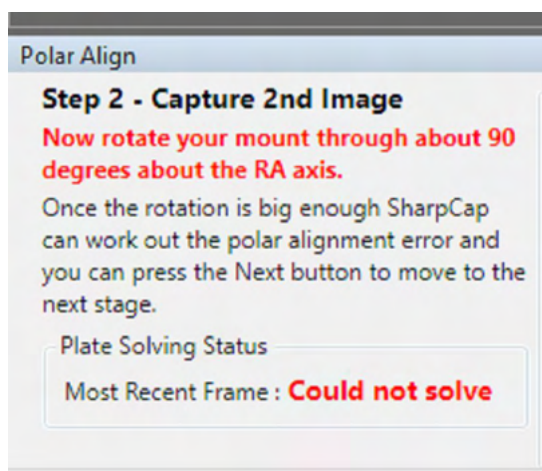 Polar Align
Step 2 - Capture 2nd Image
Now rotate your mount through about 90
degrees about the RA axis.
Once the rotation is big enough SharpCap
can work out the polar alignment error and
you can press the Next button to move to the
next stage.
Plate Solving Status
Most Recent Frame : Could not solve